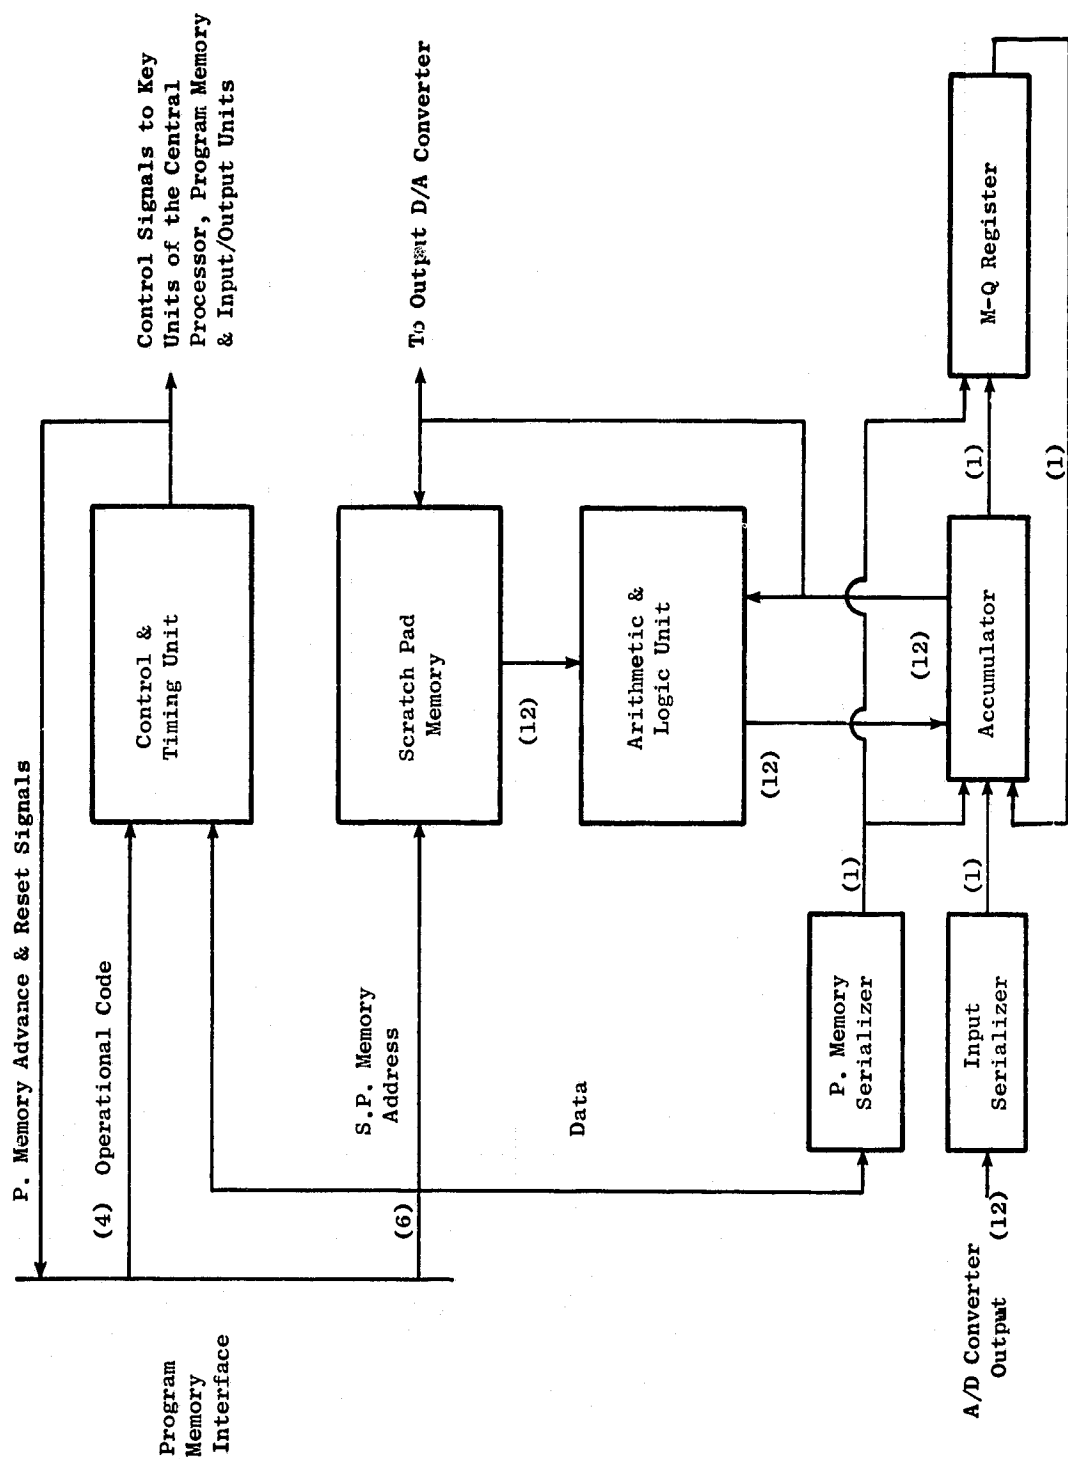 P. Memory Advance & Reset Signals
Program
Memory
Interface
(4) Operational Code
Control &
Timing Unit
Control Signals to Key
Units of the Central
Processor, Program Memory
& Input/Output Units
S.P. Memory
Address
(6)
Scratch Pad
Memory
To Output D/A Converter
(12)
Data
Arithmetic &
Logic Unit
(12)
P. Memory
Serializer
(1)
(12)
A/D Converter
Output
(12)
Input
Serializer
(1)
Accumulator
(1)
M-Q Register
(1)